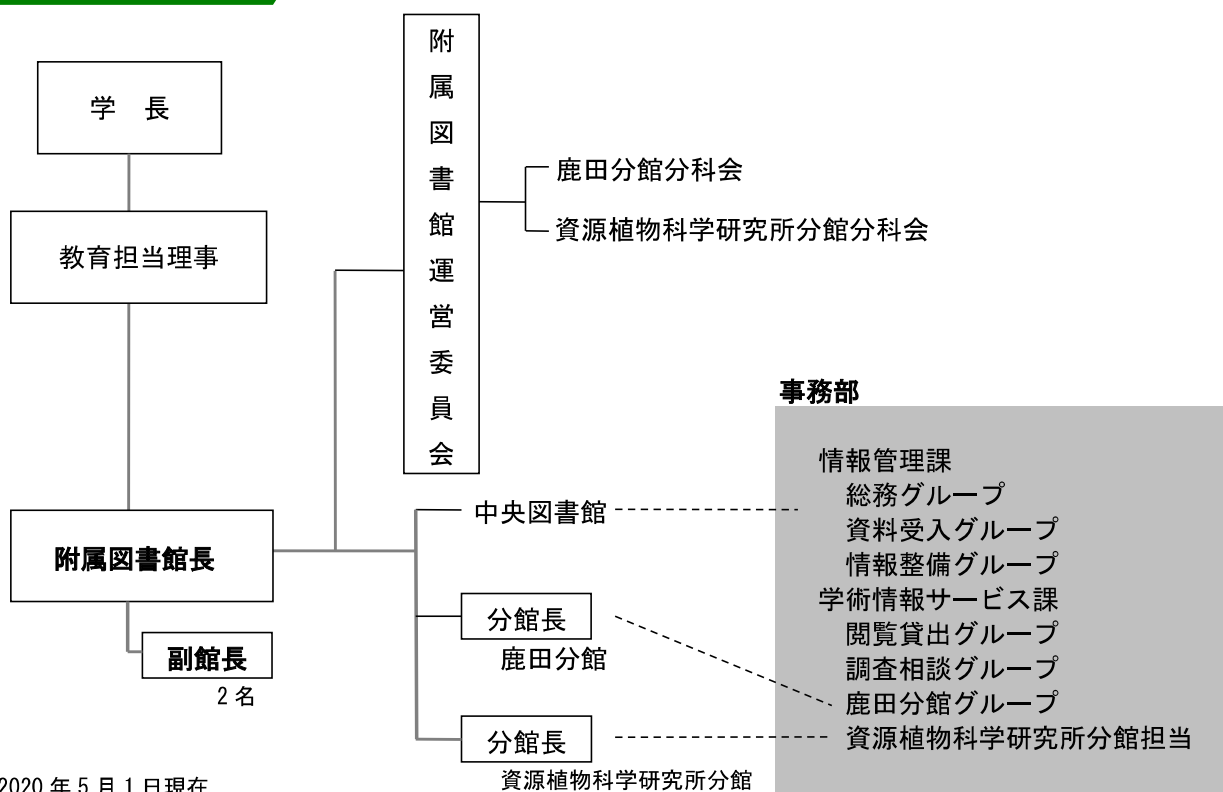 学　長
教育担当理事
附属図書館長
副館長
2名
附属図書館運営委員会
鹿田分館分科会
資源植物科学研究所分館分科会
中央図書館
分館長
鹿田分館
分館長
資源植物科学研究所分館
事務部
情報管理課
総務グループ
資料受入グループ
情報整備グループ
学術情報サービス課
閲覧貸出グループ
調査相談グループ
鹿田分館グループ
資源植物科学研究所分館担当
2020年5月1日現在